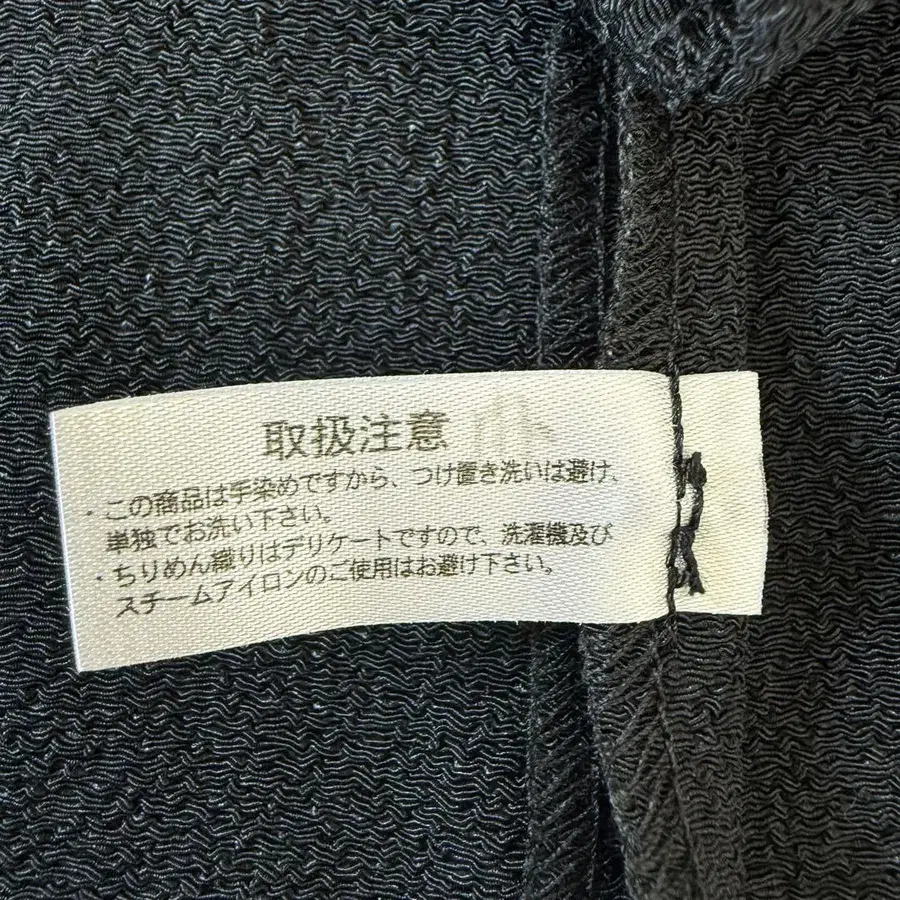 取扱注意
・この商品は手染めですから、つけ置き洗いは避け、
単独でお洗い下さい。
・ちりめん織りはデリケートですので、洗濯機及び
スチームアイロンのご使用はお避け下さい。